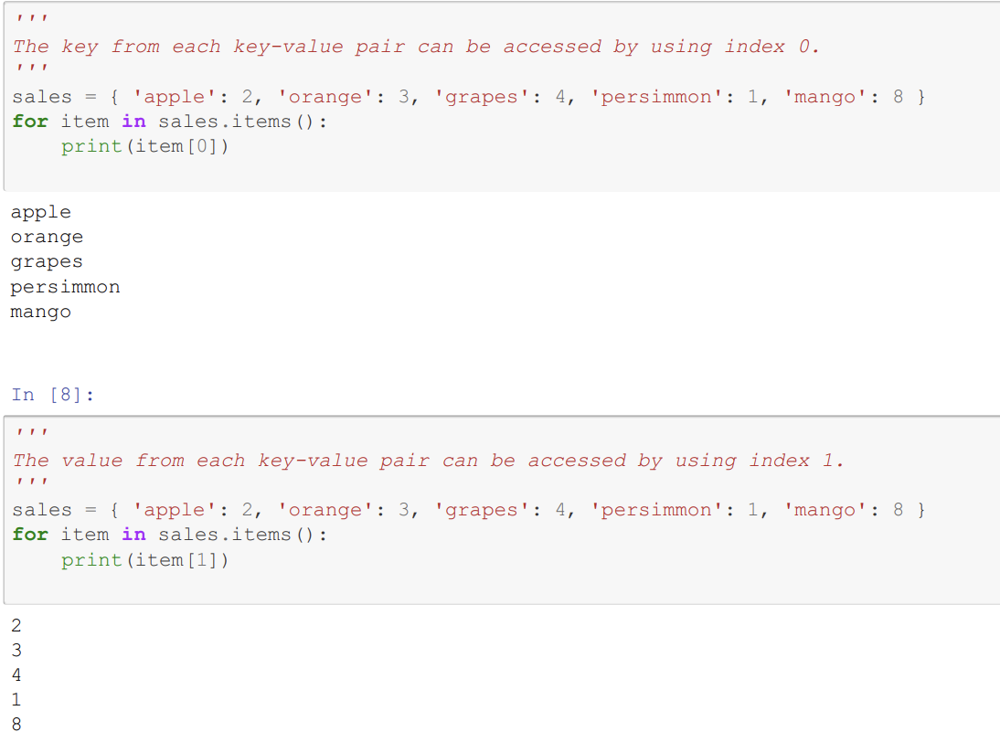 '''
The key from each key-value pair can be accessed by using index 0.
'''
sales = { 'apple': 2, 'orange': 3, 'grapes': 4, 'persimmon': 1, 'mango': 8 }
for item in sales.items():
    print(item[0])
apple
orange
grapes
persimmon
mango
In [8]:
'''
The value from each key-value pair can be accessed by using index 1.
'''
sales = { 'apple': 2, 'orange': 3, 'grapes': 4, 'persimmon': 1, 'mango': 8 }
for item in sales.items():
    print(item[1])
2
3
4
1
8